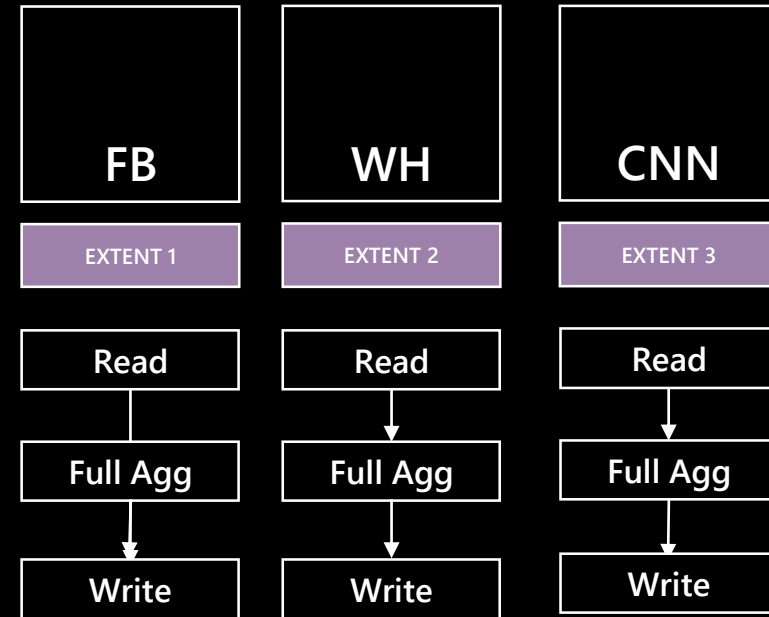 FB
WH
CNN
EXTENT 1
EXTENT 2
EXTENT 3
Read
Read
Read
Full Agg
Full Agg
Full Agg
Write
Write
Write